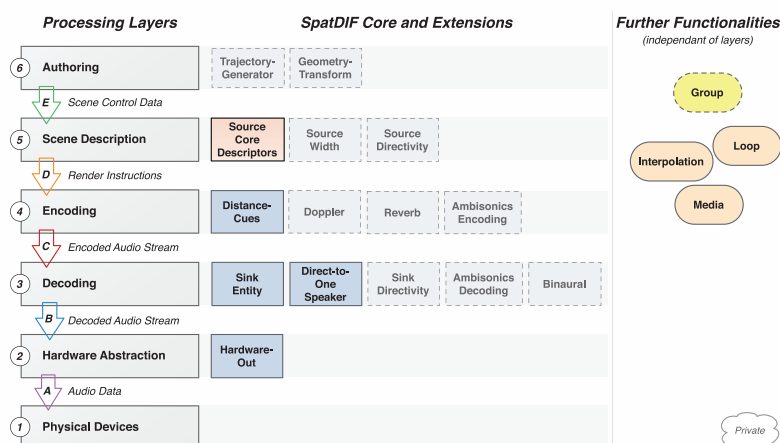 Processing Layers
SpatDIF Core and Extensions
Further Functionalities
(independant of layers)
6
Authoring
Trajectory-
Generator
Geometry-
Transform
Group
E
Scene Control Data
5
Scene Description
Source
Core
Descriptors
Source
Width
Source
Directivity
Loop
Interpolation
D
Render Instructions
Media
4
Encoding
Distance-
Cues
Doppler
Reverb
Ambisonics
Encoding
C
Encoded Audio Stream
3
Decoding
Sink
Entity
Direct-to-
One
Speaker
Sink
Directivity
Ambisonics
Decoding
Binaural
B
Decoded Audio Stream
2
Hardware Abstraction
Hardware-
Out
A
Audio Data
1
Physical Devices
Private